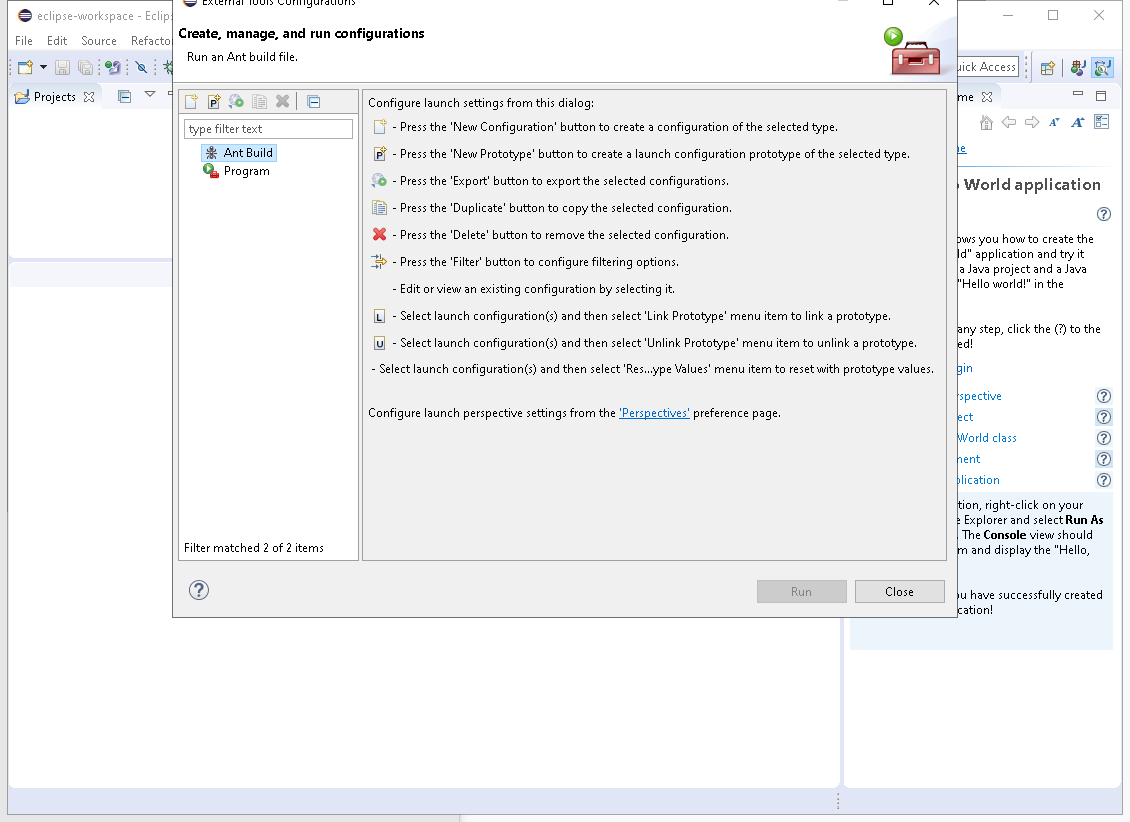 eclipse-workspace - Eclip
External Tools Configurations
File Edit Source Refacto
Create, manage, and run configurations
Run an Ant build file.
uick Access
Projects
me
type filter text
Ant Build
Program
Filter matched 2 of 2 items
Configure launch settings from this dialog:
- Press the 'New Configuration' button to create a configuration of the selected type.
- Press the 'New Prototype' button to create a launch configuration prototype of the selected type.
- Press the 'Export' button to export the selected configurations.
- Press the 'Duplicate' button to copy the selected configuration.
- Press the 'Delete' button to remove the selected configuration.
- Press the 'Filter' button to configure filtering options.
- Edit or view an existing configuration by selecting it.
L - Select launch configuration(s) and then select 'Link Prototype' menu item to link a prototype.
U - Select launch configuration(s) and then select 'Unlink Prototype' menu item to unlink a prototype.
- Select launch configuration(s) and then select 'Res...ype Values' menu item to reset with prototype values.
Configure launch perspective settings from the 'Perspectives' preference page.
Run Close
ne
World application
ows you how to create the
ld" application and try it
a Java project and a Java
"Hello world!" in the
any step, click the (?) to the
ed!
gin
rspective
ect
World class
nent
plication
tion, right-click on your
e Explorer and select Run As
. The Console view should
m and display the "Hello,
ou have successfully created
cation!